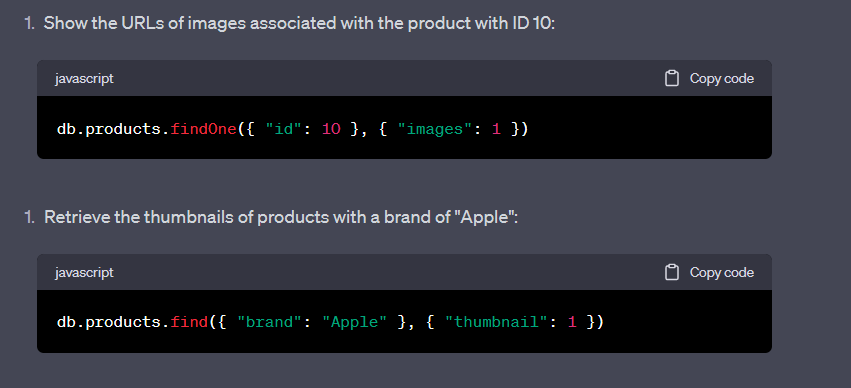 1. Show the URLs of images associated with the product with ID 10:
javascript Copy code
db.products.findOne({ "id": 10 }, { "images": 1 })
1. Retrieve the thumbnails of products with a brand of "Apple":
javascript Copy code
db.products.find({ "brand": "Apple" }, { "thumbnail": 1 })